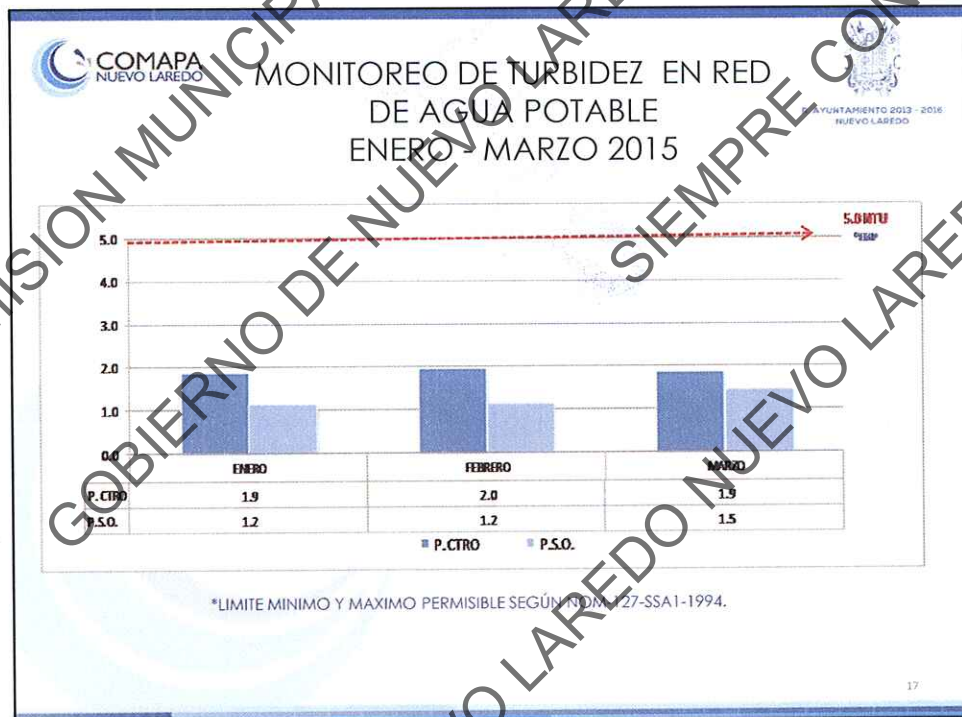 COMAPA
NUEVO LAREDO
MONITOREO DE TURBIDEZ EN RED
DE AGUA POTABLE
ENERO - MARZO 2015
AYUNTAMIENTO 2013 - 2016
NUEVO LAREDO
5.0 NTU
5.0
4.0
3.0
2.0
1.0
0.0
ENERO FEBRERO MARZO
P.CTRO 1.9 2.0 1.9
P.S.O. 1.2 1.2 1.5
P.CTRO P.S.O.
*LIMITE MINIMO Y MAXIMO PERMISIBLE SEGÚN NOM-127-SSA1-1994.
17
GOBIERNO DE NUEVO LAREDO
SIEMPRE CON
NUEVO LAREDO